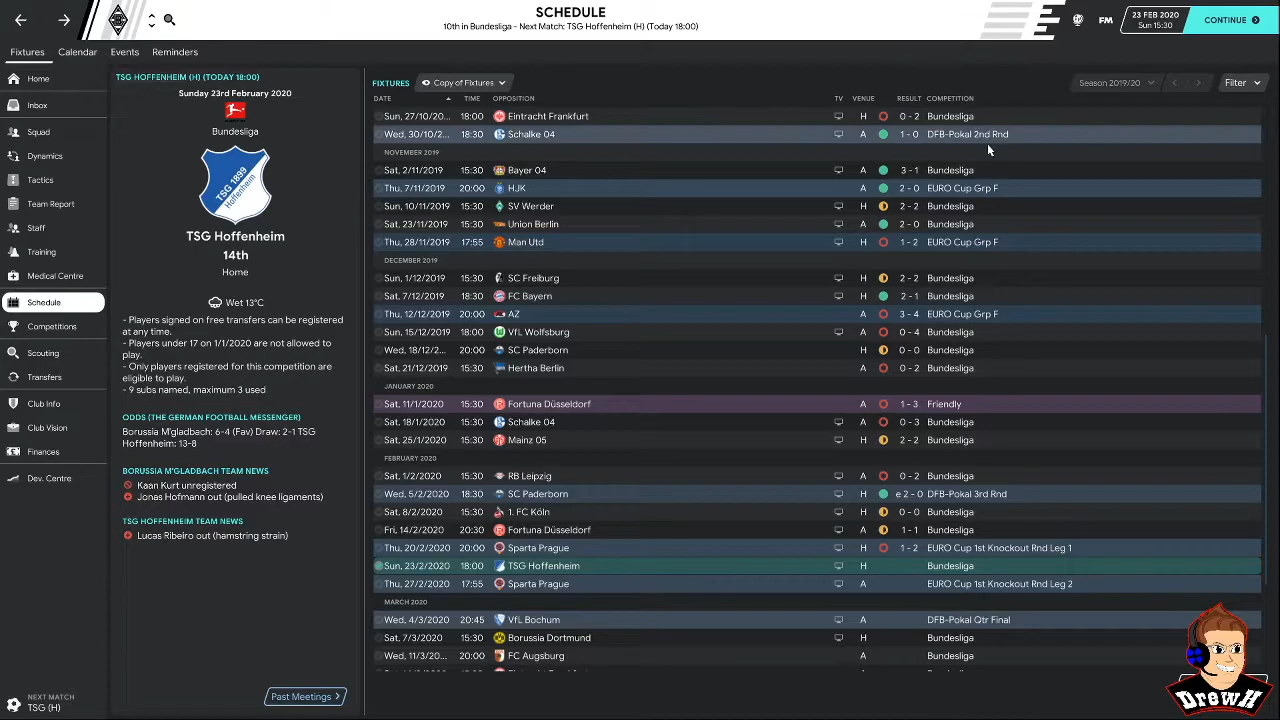 SCHEDULE
10th in Bundesliga - Next Match: TSG Hoffenheim (H) (Today 18:00)
FM
23 FEB 2020
Sun 15:30
CONTINUE
Fixtures Calendar Events Reminders
Home
Inbox
Squad
Dynamics
Tactics
Team Report
Staff
Training
Medical Centre
Schedule
Competitions
Scouting
Transfers
Club Info
Club Vision
Finances
Dev. Centre
NEXT MATCH
TSG (H)
TSG HOFFENHEIM (H) (TODAY 18:00)
Sunday 23rd February 2020
Bundesliga
TSG 1899
Hoffenheim
TSG Hoffenheim
14th
Home
Wet 13°C
- Players signed on free transfers can be registered
at any time.
- Players under 17 on 1/1/2020 are not allowed to
play.
- Only players registered for this competition are
eligible to play.
- 9 subs named, maximum 3 used
ODDS (THE GERMAN FOOTBALL MESSENGER)
Borussia M'gladbach: 6-4 (Fav) Draw: 2-1 TSG
Hoffenheim: 13-8
BORUSSIA M'GLADBACH TEAM NEWS
Kaan Kurt unregistered
Jonas Hofmann out (pulled knee ligaments)
TSG HOFFENHEIM TEAM NEWS
Lucas Ribeiro out (hamstring strain)
Past Meetings
FIXTURES Copy of Fixtures Season 2019/20 Filter
DATE TIME OPPOSITION TV VENUE RESULT COMPETITION
Sun, 27/10/20... 18:00 Eintracht Frankfurt H 0 - 2 Bundesliga
Wed, 30/10/2... 18:30 Schalke 04 A 1 - 0 DFB-Pokal 2nd Rnd
NOVEMBER 2019
Sat, 2/11/2019 15:30 Bayer 04 A 3 - 1 Bundesliga
Thu, 7/11/2019 20:00 HJK A 2 - 0 EURO Cup Grp F
Sun, 10/11/2019 15:30 SV Werder H 2 - 2 Bundesliga
Sat, 23/11/2019 15:30 Union Berlin A 2 - 0 Bundesliga
Thu, 28/11/2019 17:55 Man Utd H 1 - 2 EURO Cup Grp F
DECEMBER 2019
Sun, 1/12/2019 15:30 SC Freiburg H 2 - 2 Bundesliga
Sat, 7/12/2019 18:30 FC Bayern H 2 - 1 Bundesliga
Thu, 12/12/2019 20:00 AZ A 3 - 4 EURO Cup Grp F
Sun, 15/12/2019 18:00 VfL Wolfsburg A 0 - 4 Bundesliga
Wed, 18/12/2... 20:00 SC Paderborn H 0 - 0 Bundesliga
Sat, 21/12/2019 15:30 Hertha Berlin A 0 - 2 Bundesliga
JANUARY 2020
Sat, 11/1/2020 15:30 Fortuna Düsseldorf A 1 - 3 Friendly
Sat, 18/1/2020 15:30 Schalke 04 A 0 - 3 Bundesliga
Sat, 25/1/2020 15:30 Mainz 05 H 2 - 2 Bundesliga
FEBRUARY 2020
Sat, 1/2/2020 15:30 RB Leipzig A 0 - 2 Bundesliga
Wed, 5/2/2020 18:30 SC Paderborn H e 2 - 0 DFB-Pokal 3rd Rnd
Sat, 8/2/2020 15:30 1. FC Köln H 0 - 0 Bundesliga
Fri, 14/2/2020 20:30 Fortuna Düsseldorf A 1 - 1 Bundesliga
Thu, 20/2/2020 20:00 Sparta Prague H 1 - 2 EURO Cup 1st Knockout Rnd Leg 1
Sun, 23/2/2020 18:00 TSG Hoffenheim H Bundesliga
Thu, 27/2/2020 17:55 Sparta Prague A EURO Cup 1st Knockout Rnd Leg 2
MARCH 2020
Wed, 4/3/2020 20:45 VfL Bochum A DFB-Pokal Qtr Final
Sat, 7/3/2020 15:30 Borussia Dortmund H Bundesliga
Wed, 11/3/20... 20:00 FC Augsburg A Bundesliga
DrewH